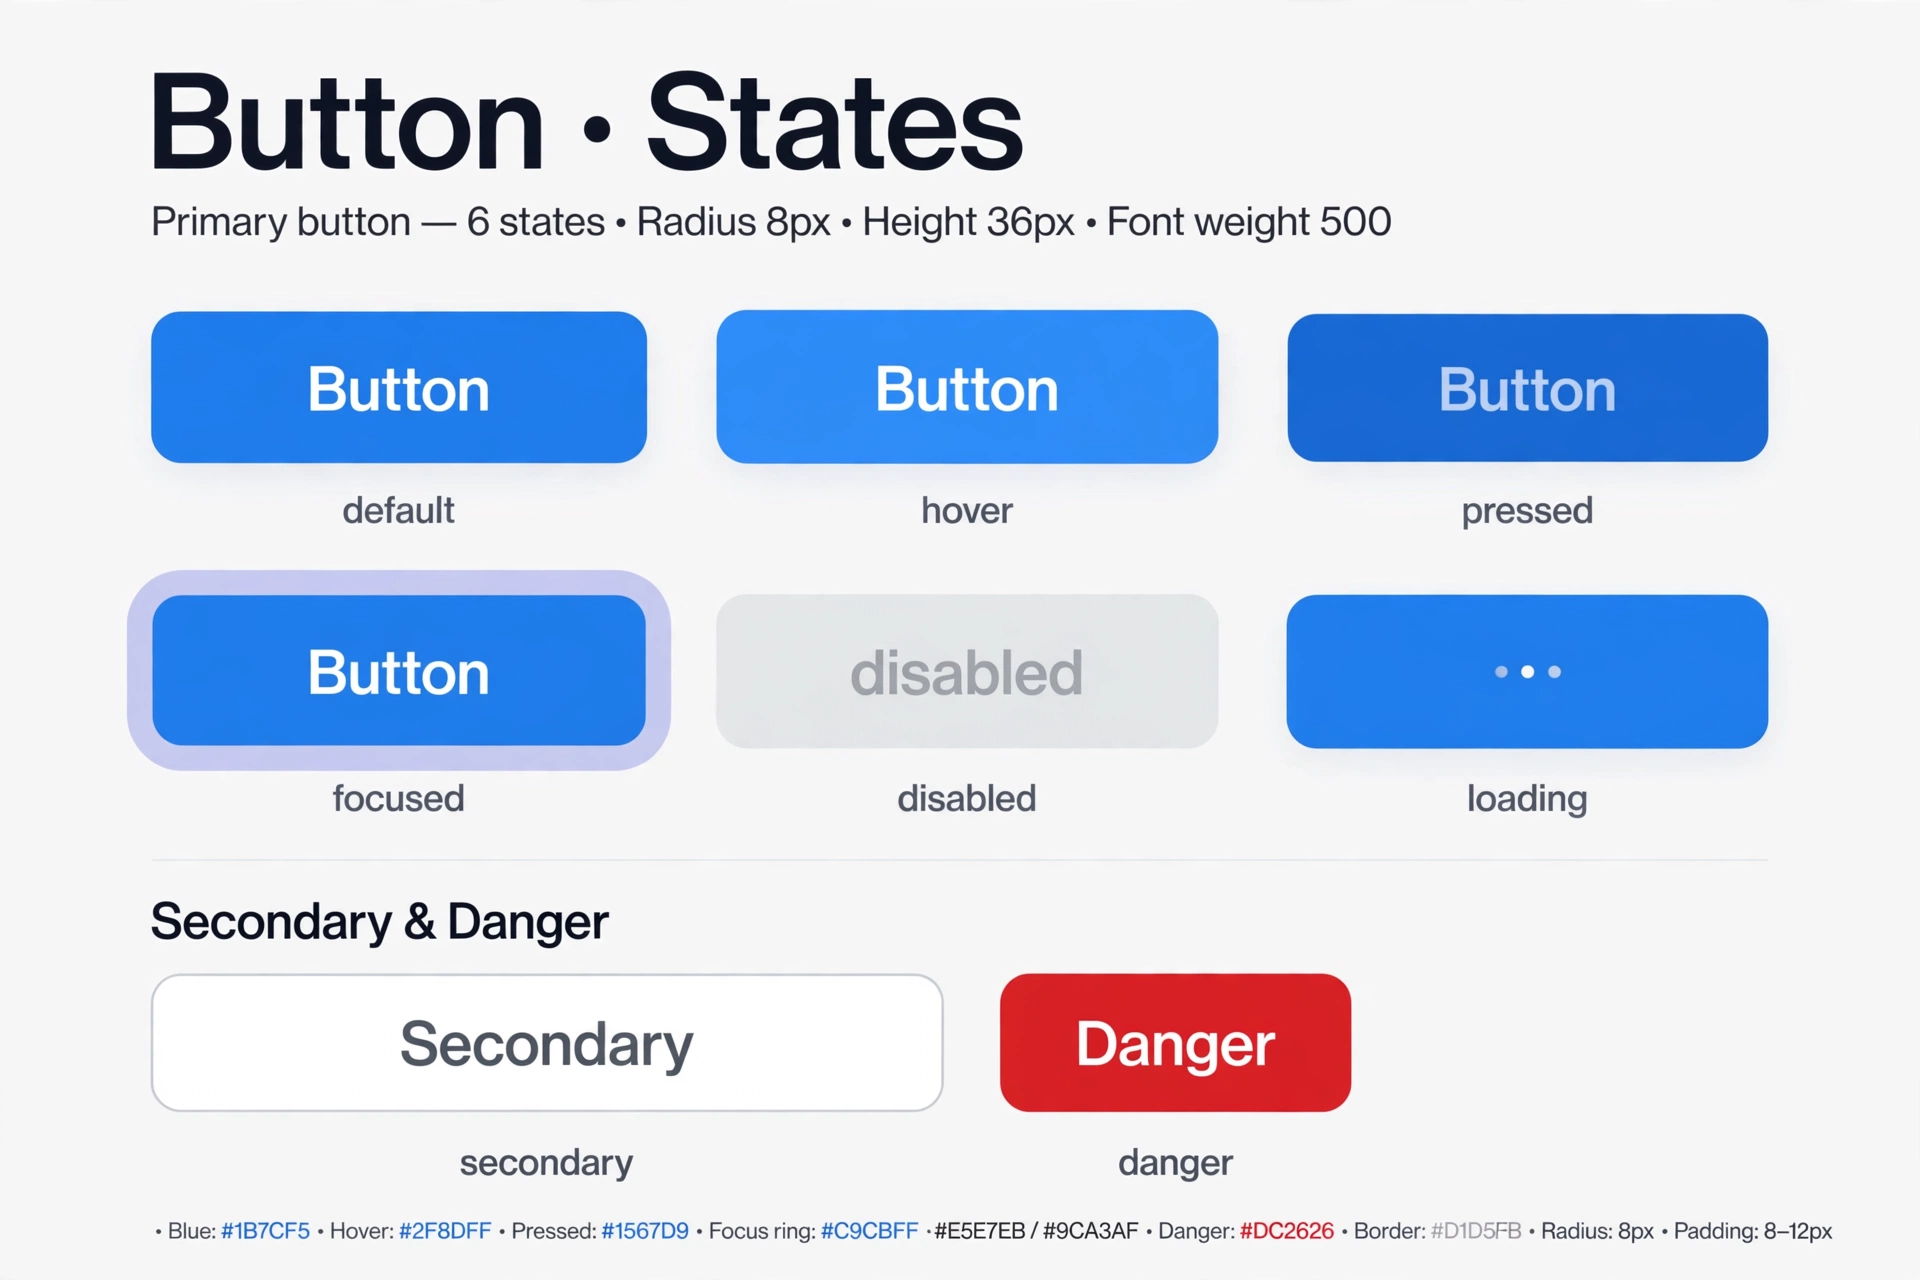 Button • States
Primary button — 6 states • Radius 8px • Height 36px • Font weight 500
Button
Button
Button
default
hover
pressed
Button
disabled
focused
disabled
loading
Secondary & Danger
Secondary
Danger
secondary
danger
• Blue: #1B7CF5 • Hover: #2F8DFF • Pressed: #1567D9 • Focus ring: #C9CBFF · #E5E7EB / #9CA3AF • Danger: #DC2626 • Border: #D1D5FB • Radius: 8px • Padding: 8–12px